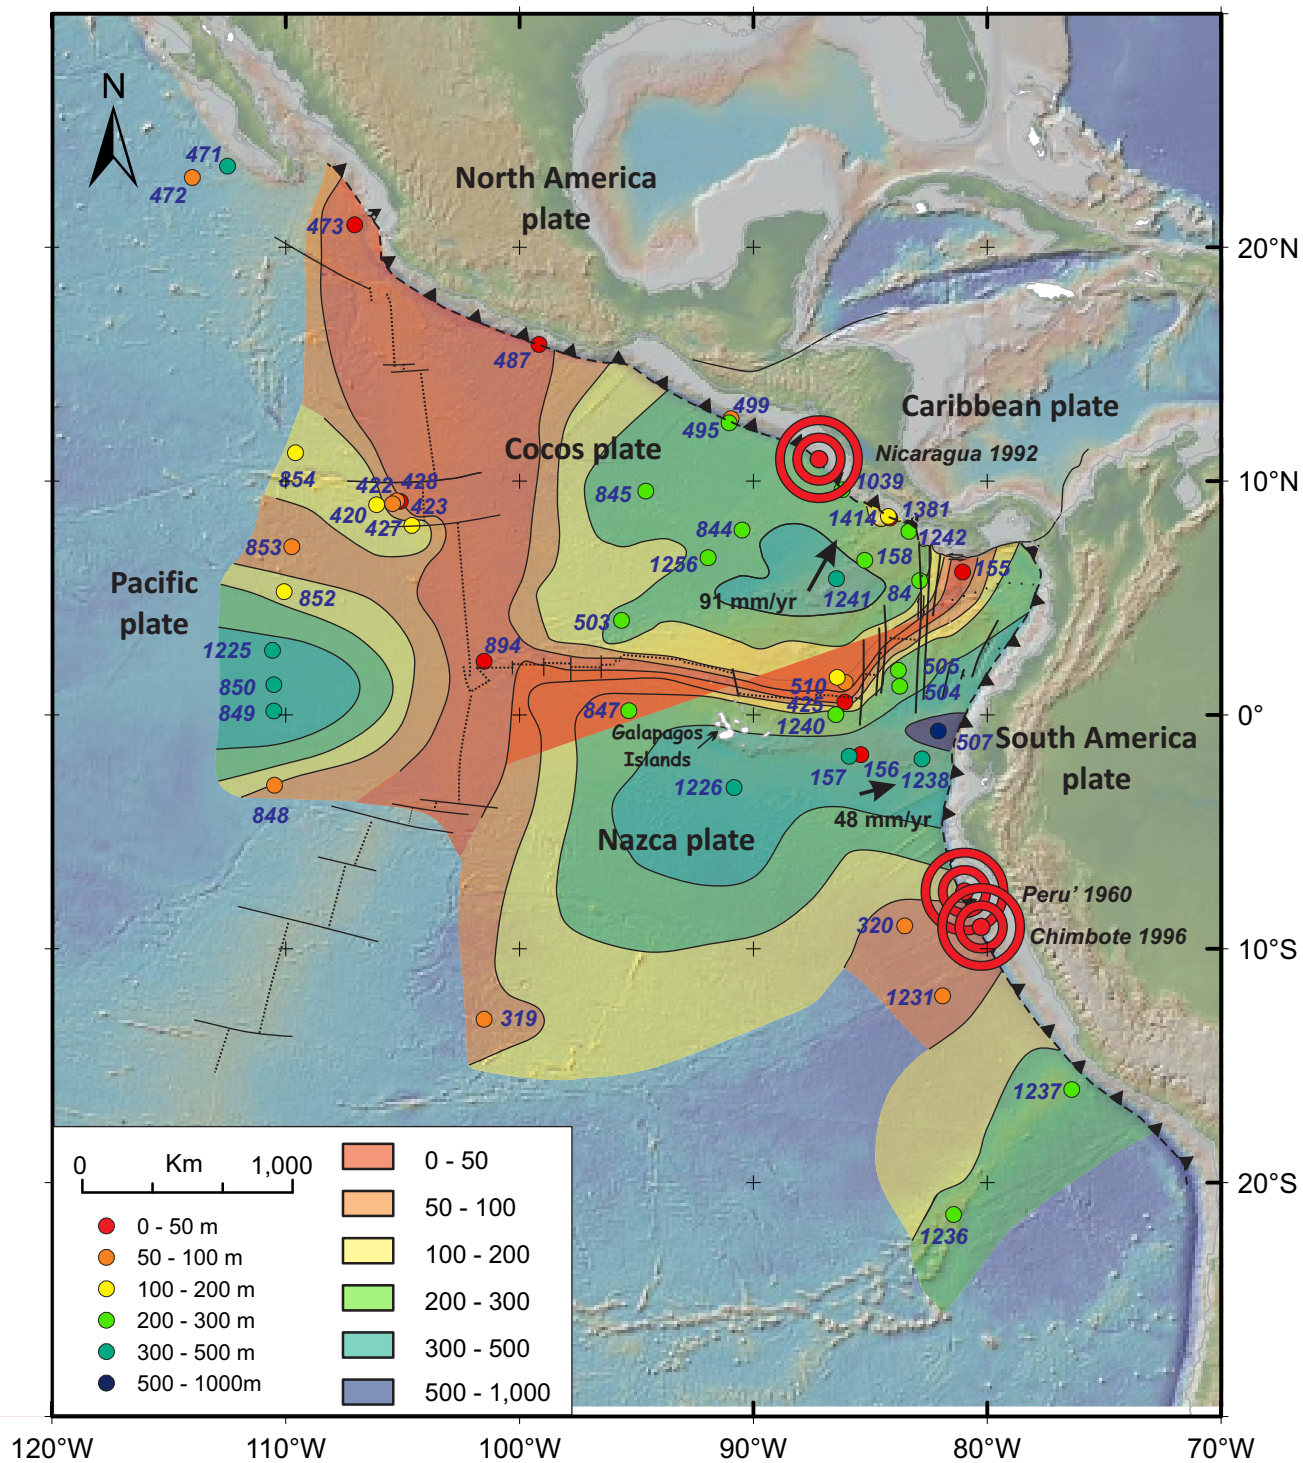 N
471
472
North America
plate
473
20°N
487
499
495
Caribbean plate
Cocos plate
Nicaragua 1992
854
422
428
420
423
427
845
1039
10°N
1414
1381
844
1242
853
1256
158
155
Pacific
plate
852
91 mm/yr
1241
84
503
1225
894
505
850
510
504
849
847
425
0°
Galapagos
Islands
1240
507
South America
plate
157
156
1238
1226
848
48 mm/yr
Nazca plate
Peru' 1960
320
Chimbote 1996
10°S
1231
319
1237
20°S
1236
0 Km 1,000
0 - 50 m
50 - 100 m
100 - 200 m
200 - 300 m
300 - 500 m
500 - 1000m
0 - 50
50 - 100
100 - 200
200 - 300
300 - 500
500 - 1,000
120°W 110°W 100°W 90°W 80°W 70°W